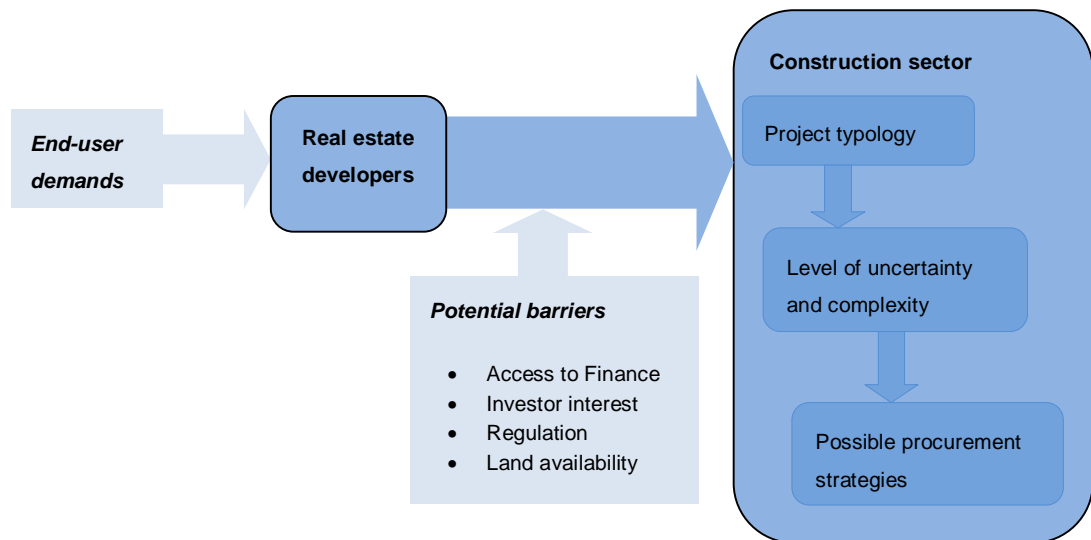 End-user
demands
Real estate
developers
Potential barriers
• Access to Finance
• Investor interest
• Regulation
• Land availability
Construction sector
Project typology
Level of uncertainty
and complexity
Possible procurement
strategies